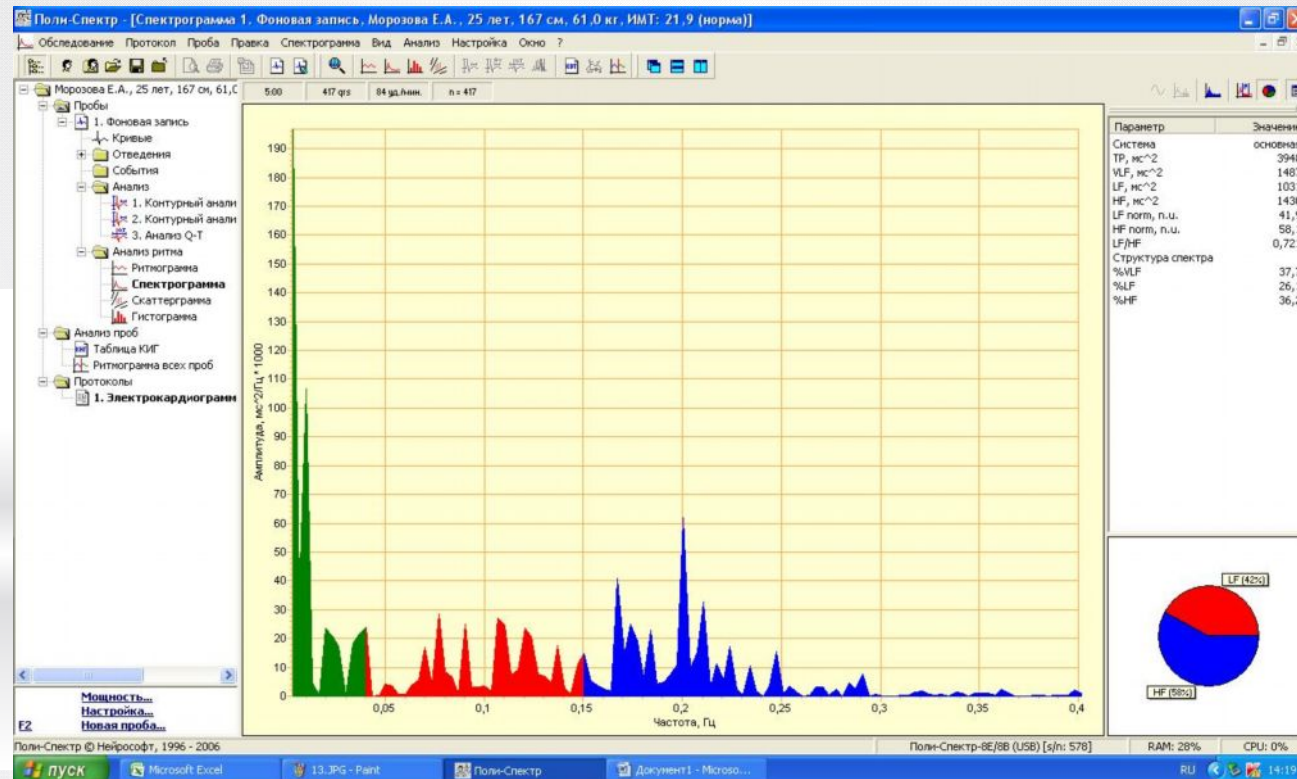 Поли-Спектр - [Спектрограмма 1. Фоновая запись, Морозова Е.А., 25 лет, 167 см, 61,0 кг, ИМТ: 21,9 (норма)]
Обследование Протокол Проба Правка Спектрограмма Вид Анализ Настройка Окно ?
Морозова Е.А., 25 лет, 167 см, 61,
Пробы
1. Фоновая запись
Кривые
Отведения
События
Анализ
1. Контурный анали
2. Контурный анали
3. Анализ Q-T
Анализ ритма
Ритмограмма
Спектрограмма
Скаттерграмма
Гистограмма
Анализ проб
Таблица КИГ
Ритмограмма всех проб
Протоколы
1. Электрокардиограмм
Мощность...
Настройка...
F2 Новая проба...
5:00 417 qrs 84 уд./мин. n = 417
Амплитуда, мс^2/Гц * 1000
190
180
170
160
150
140
130
120
110
100
90
80
70
60
50
40
30
20
10
0
0,05 0,1 0,15 0,2 0,25 0,3 0,35 0,4
Частота, Гц
Параметр Значение
Система основная
TP, мс^2 394
VLF, мс^2 148
LF, мс^2 103
HF, мс^2 143
LF norm, n.u. 41,
HF norm, n.u. 58,
LF/HF 0,72
Структура спектра
%VLF 37,
%LF 26,
%HF 36,
LF (42%)
HF (58%)
Поли-Спектр © Нейрософт, 1996 - 2006 Поли-Спектр-8Е/8В (USB) [s/n: 578] RAM: 28% CPU: 0%
пуск Microsoft Excel 13.JPG - Paint Поли-Спектр Документ1 - Microso... RU 14:19